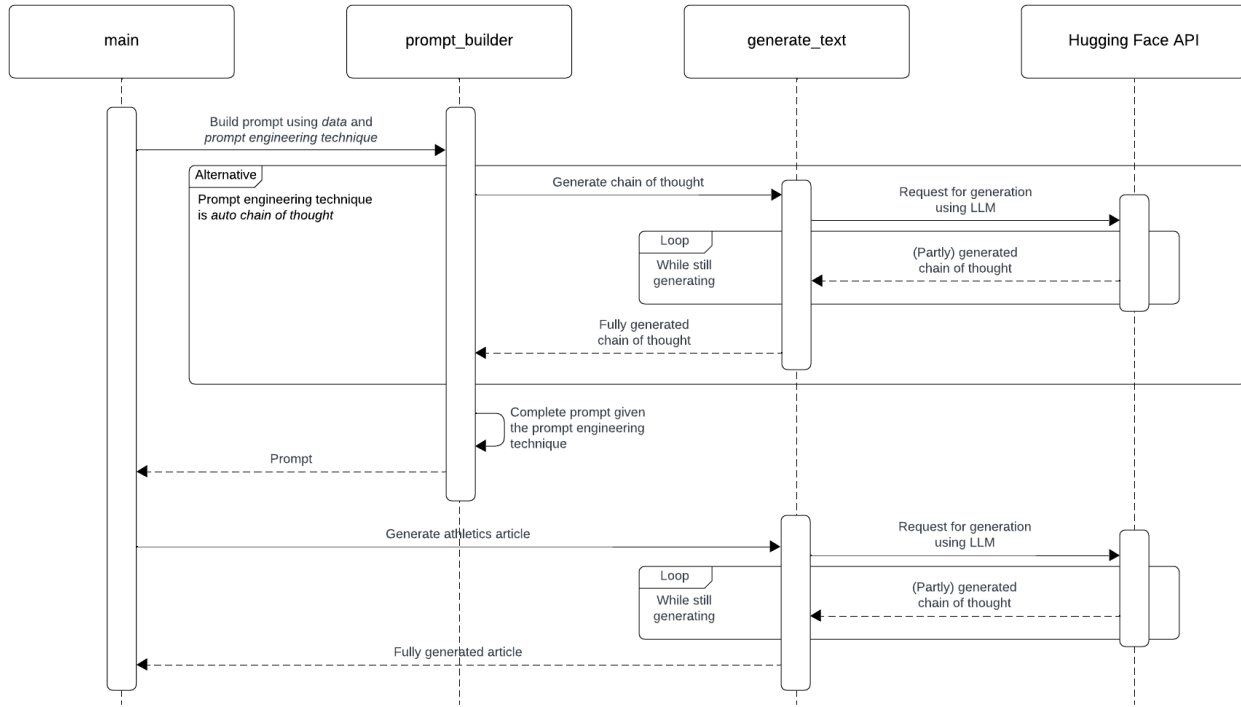 main
prompt_builder
generate_text
Hugging Face API
Build prompt using data and
prompt engineering technique
Alternative
Prompt engineering technique
is auto chain of thought
Generate chain of thought
Request for generation
using LLM
Loop
While still
generating
(Partly) generated
chain of thought
Fully generated
chain of thought
Complete prompt given
the prompt engineering
technique
Prompt
Generate athletics article
Request for generation
using LLM
Loop
While still
generating
(Partly) generated
chain of thought
Fully generated article